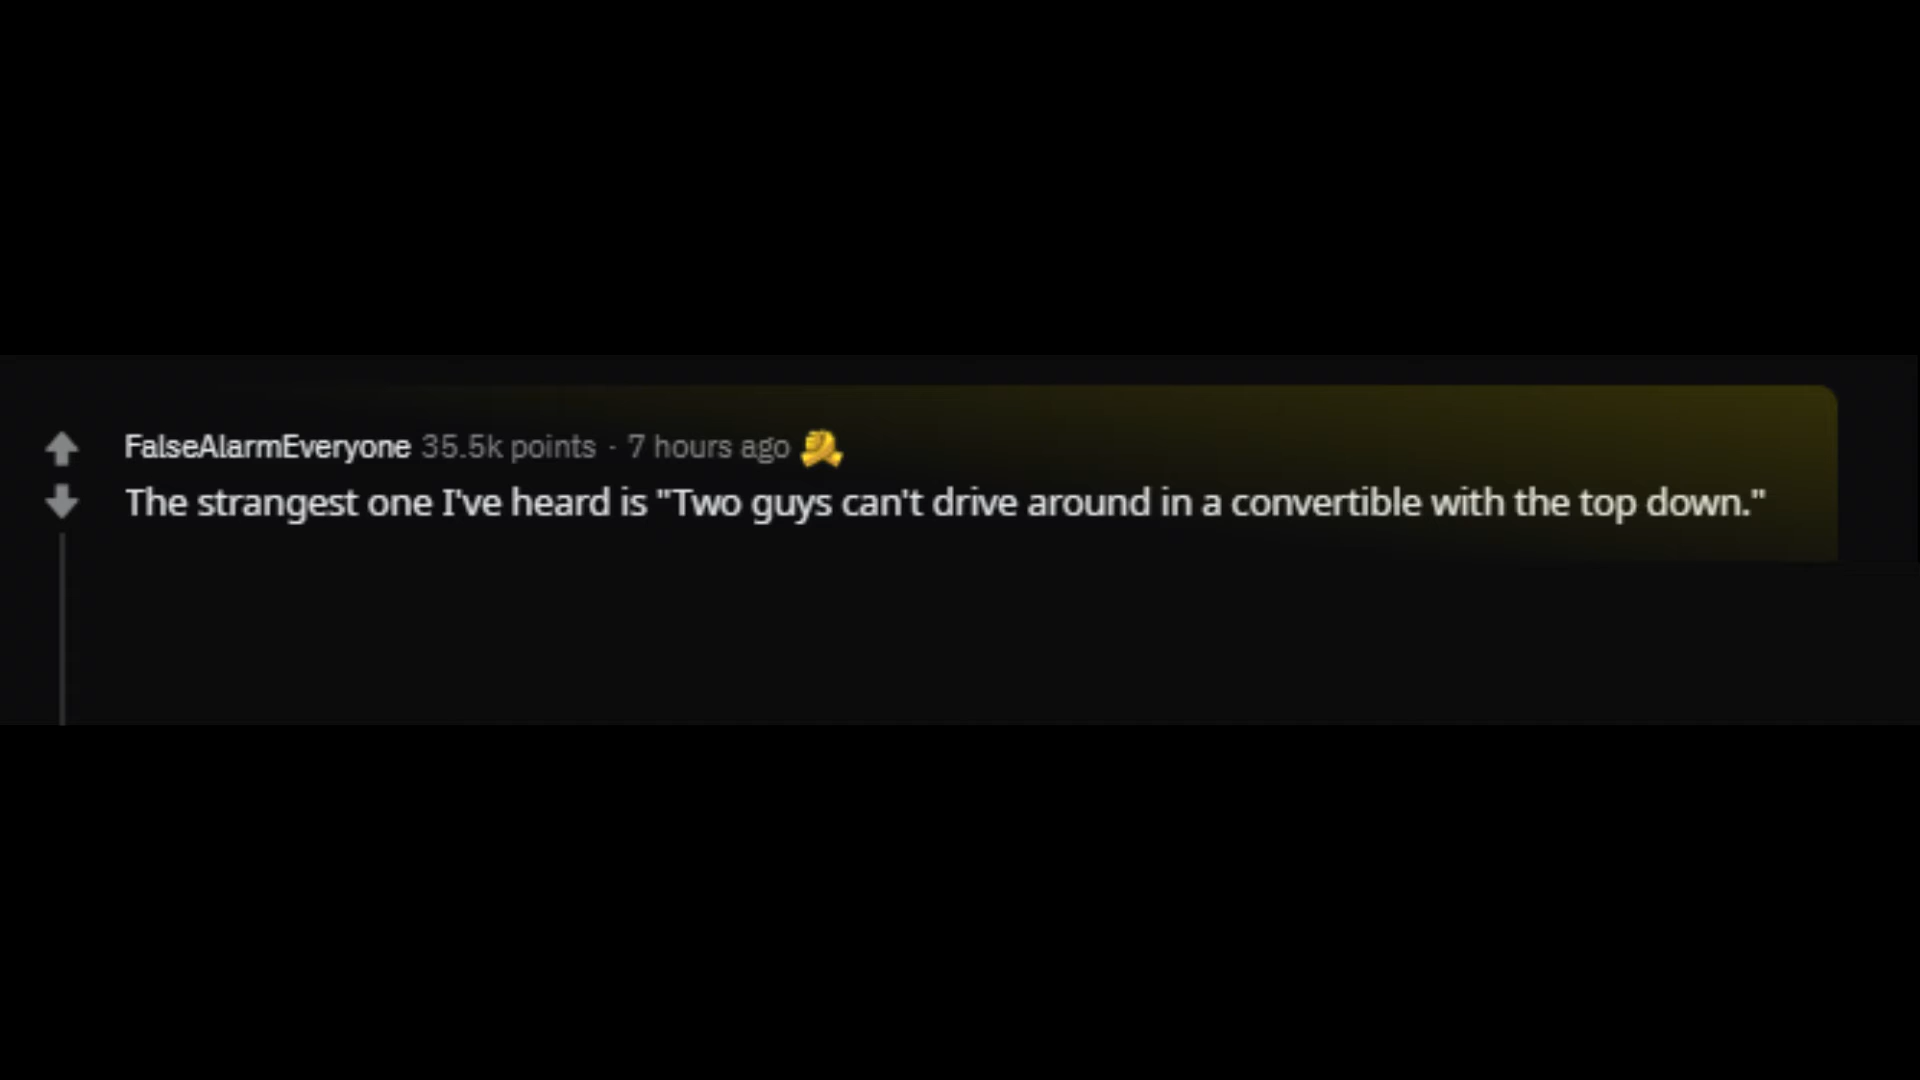 FalseAlarmEveryone 35.5k points · 7 hours ago
The strangest one I've heard is "Two guys can't drive around in a convertible with the top down."